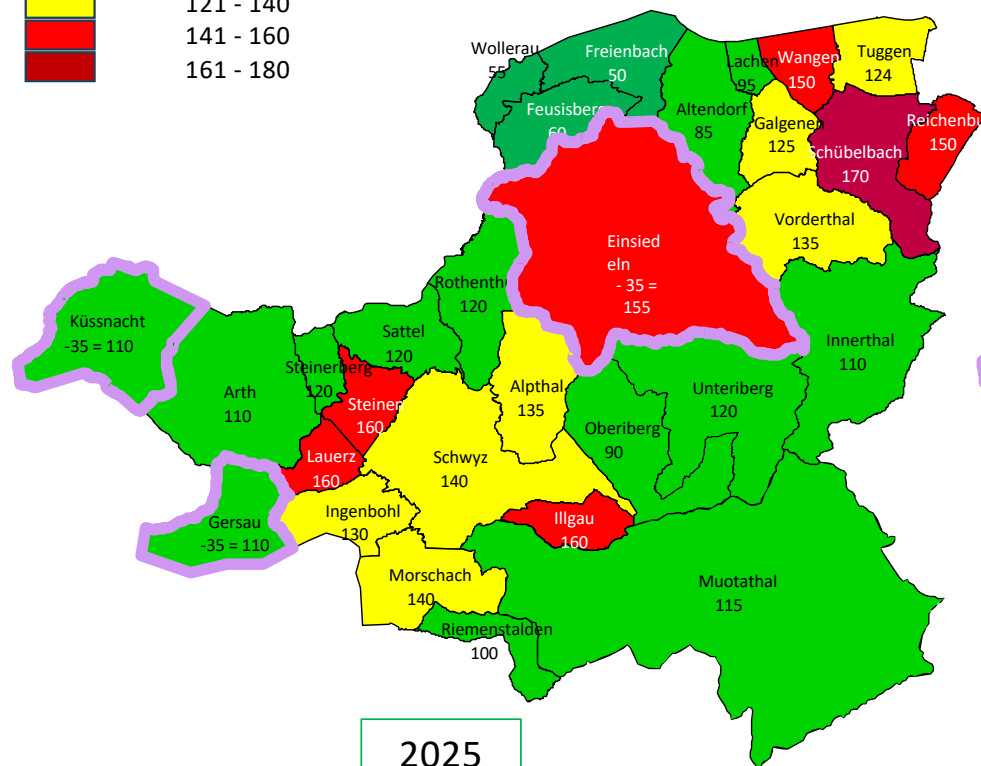 121 - 140
141 - 160
161 - 180
Wollerau
55
Freienbach
50
Feusisberg
60
Altendorf
85
Lachen
95
Wangen
150
Tuggen
124
Galgenen
125
Schübelbach
170
Reichenbu
150
Vorderthal
135
Einsied
eln
- 35 =
155
Innerthal
110
Rothenthu
120
Küssnacht
-35 = 110
Arth
110
Steinerberg
120
Sattel
120
Steinen
160
Lauerz
160
Alpthal
135
Oberiberg
90
Unteriberg
120
Schwyz
140
Gersau
-35 = 110
Ingenbohl
130
Illgau
160
Morschach
140
Riemenstalden
100
Muotathal
115
2025